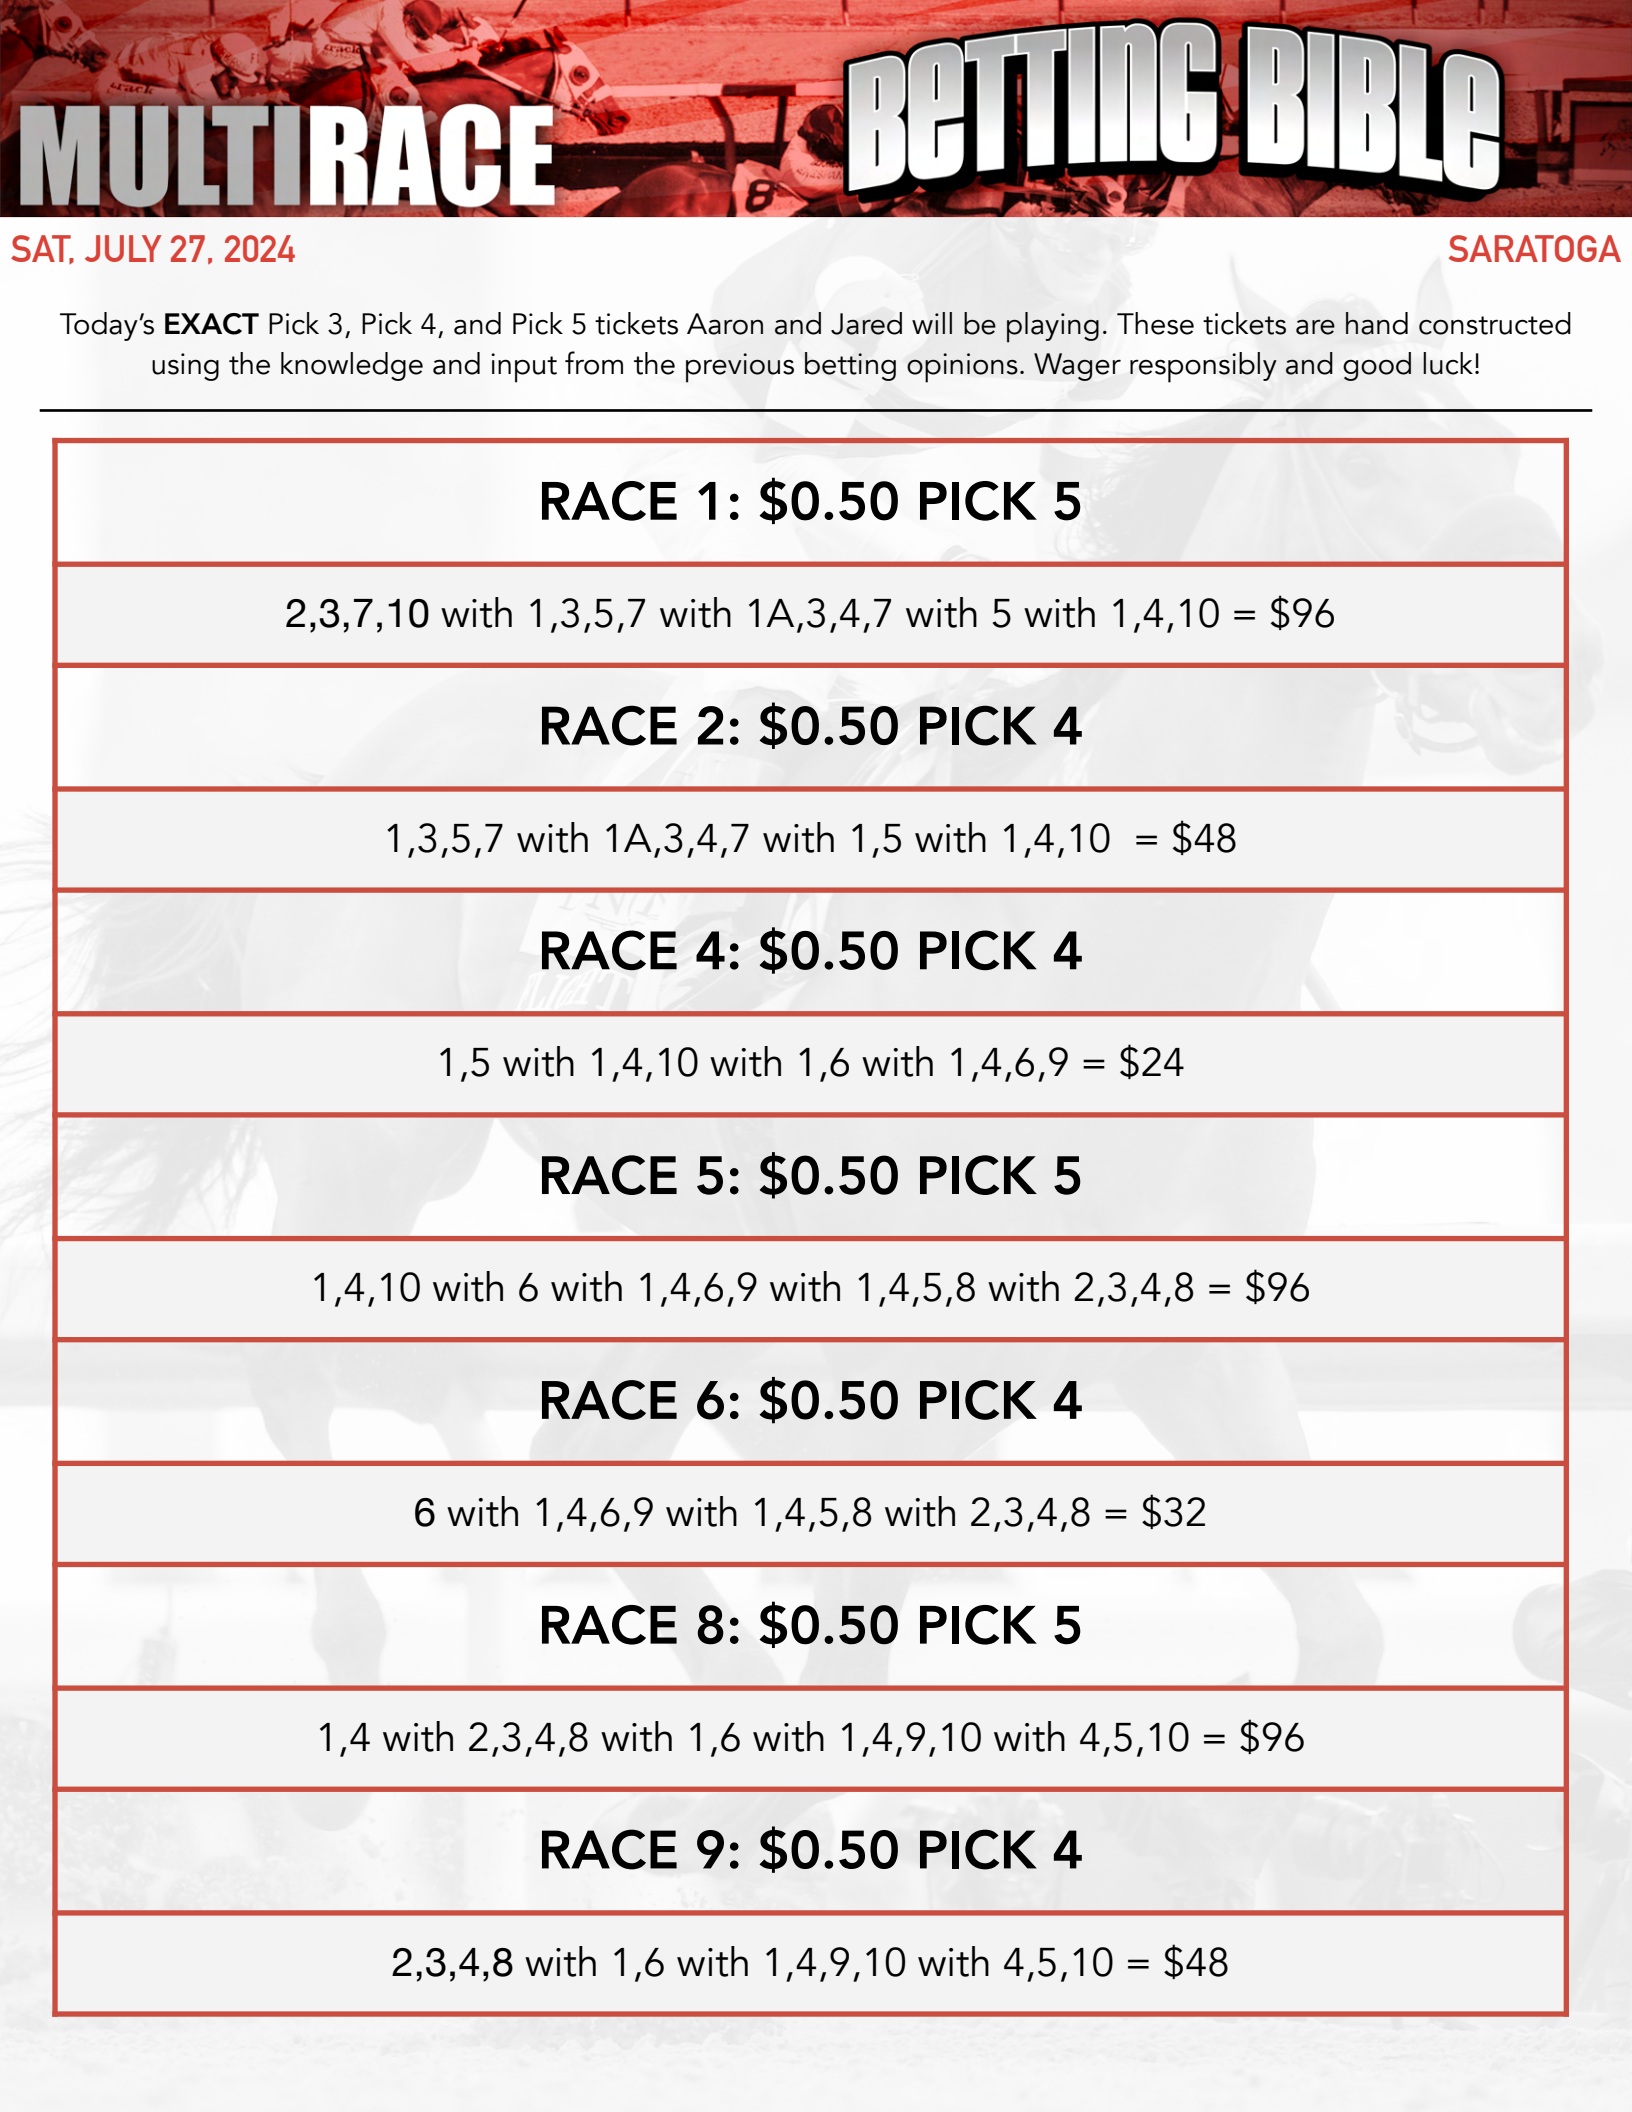 MULTIRACE
BETTING BIBLE
8
SAT, JULY 27, 2024
SARATOGA
Today's EXACT Pick 3, Pick 4, and Pick 5 tickets Aaron and Jared will be playing. These tickets are hand constructed
using the knowledge and input from the previous betting opinions. Wager responsibly and good luck!
RACE 1: $0.50 PICK 5
2,3,7,10 with 1,3,5,7 with 1A,3,4,7 with 5 with 1,4,10 = $96
RACE 2: $0.50 PICK 4
1,3,5,7 with 1A,3,4,7 with 1,5 with 1,4,10 = $48
RACE 4: $0.50 PICK 4
1,5 with 1,4,10 with 1,6 with 1,4,6,9 = $24
RACE 5: $0.50 PICK 5
1,4,10 with 6 with 1,4,6,9 with 1,4,5,8 with 2,3,4,8 = $96
RACE 6: $0.50 PICK 4
6 with 1,4,6,9 with 1,4,5,8 with 2,3,4,8 = $32
RACE 8: $0.50 PICK 5
1,4 with 2,3,4,8 with 1,6 with 1,4,9,10 with 4,5,10 = $96
RACE 9: $0.50 PICK 4
2,3,4,8 with 1,6 with 1,4,9,10 with 4,5,10 = $48